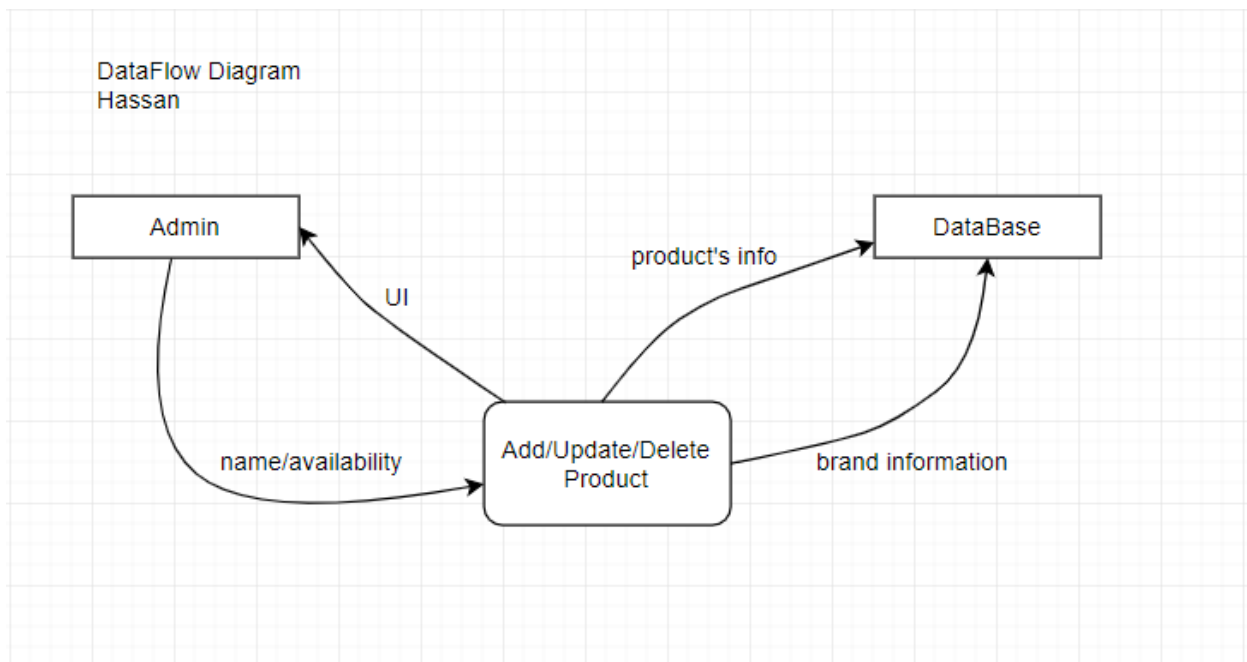 DataFlow Diagram
Hassan
Admin
DataBase
product's info
UI
Add/Update/Delete
Product
name/availability
brand information